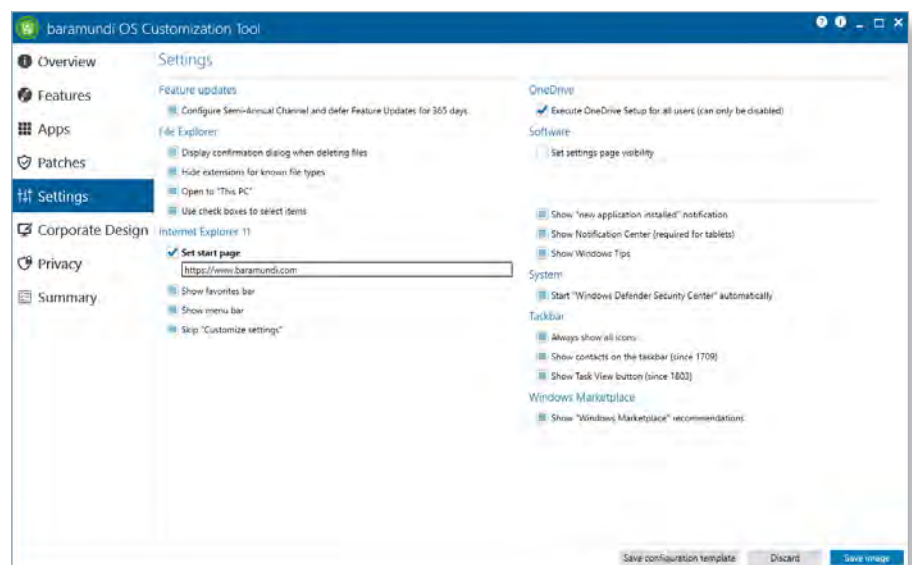 baramundi OS Customization Tool
Overview
Features
Apps
Patches
Settings
Corporate Design
Privacy
Summary
Settings
Feature updates
Configure Semi-Annual Channel and defer Feature Updates for 365 days
File Explorer
Display confirmation dialog when deleting files
Hide extensions for known file types
Open to "This PC"
Use check boxes to select items
Internet Explorer 11
Set start page
https://www.baramundi.com
Show favorites bar
Show menu bar
Skip "Customize settings"
OneDrive
Execute OneDrive Setup for all users (can only be disabled)
Software
Set settings page visibility
Show "new application installed" notification
Show Notification Center (required for tablets)
Show Windows Tips
System
Start "Windows Defender Security Center" automatically
Taskbar
Always show all icons
Show contacts on the taskbar (since 1709)
Show Task View button (since 1803)
Windows Marketplace
Show "Windows Marketplace" recommendations
Save configuration template
Discard
Save image